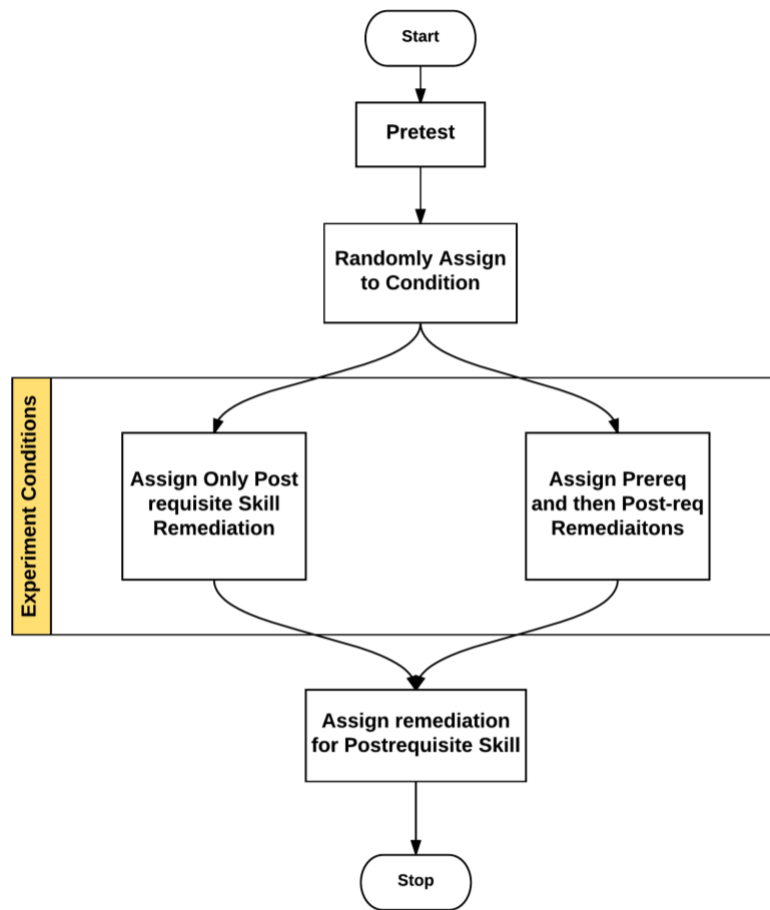 Start
Pretest
Randomly Assign
to Condition
Experiment Conditions
Assign Only Post
requisite Skill
Remediation
Assign Prereq
and then Post-req
Remediaitons
Assign remediation
for Postrequisite Skill
Stop